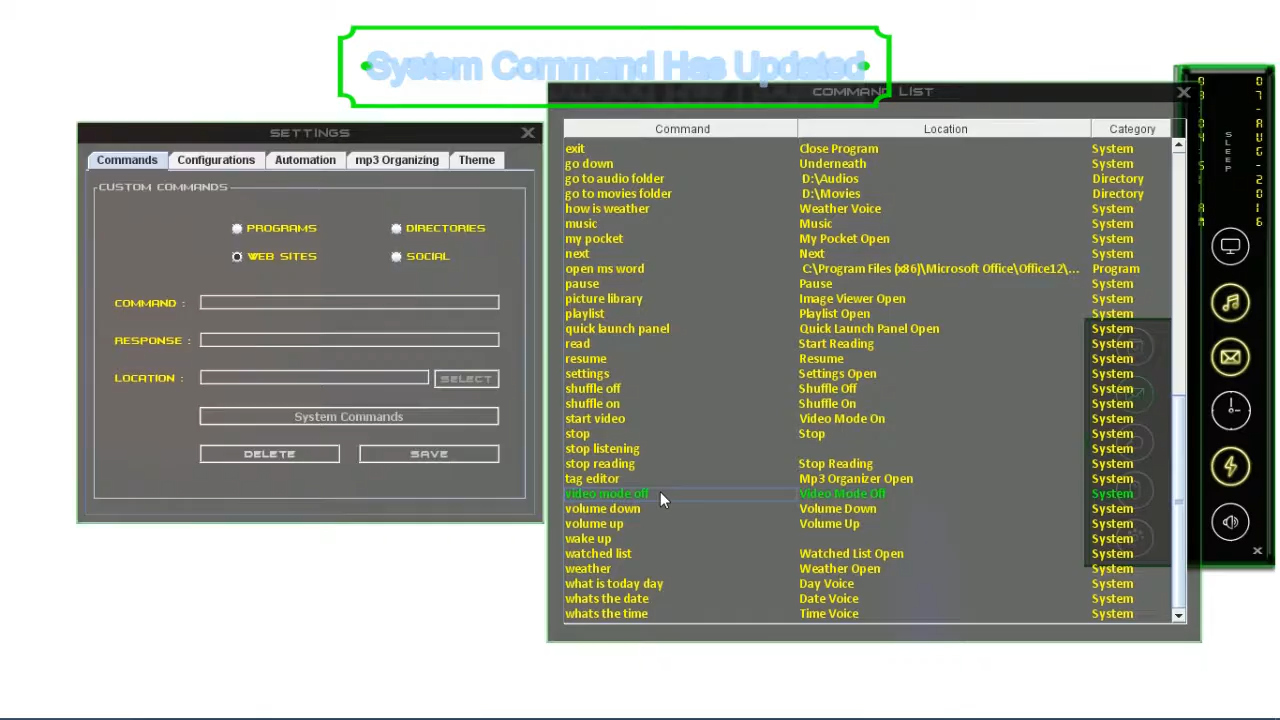 System Command Has Updated
COMMAND LIST
SETTINGS
Commands Configurations Automation mp3 Organizing Theme
CUSTOM COMMANDS
PROGRAMS DIRECTORIES
WEB SITES SOCIAL
COMMAND :
RESPONSE :
LOCATION : SELECT
System Commands
DELETE SAVE
Command Location Category
exit Close Program System
go down Underneath System
go to audio folder D:\Audios Directory
go to movies folder D:\Movies Directory
how is weather Weather Voice System
music Music System
my pocket My Pocket Open System
next Next System
open ms word C:\Program Files (x86)\Microsoft Office\Office12\... Program
pause Pause System
picture library Image Viewer Open System
playlist Playlist Open System
quick launch panel Quick Launch Panel Open System
read Start Reading System
resume Resume System
settings Settings Open System
shuffle off Shuffle Off System
shuffle on Shuffle On System
start video Video Mode On System
stop Stop System
stop listening System
stop reading Stop Reading System
tag editor Mp3 Organizer Open System
video mode off Video Mode Off System
volume down Volume Down System
volume up Volume Up System
wake up System
watched list Watched List Open System
weather Weather Open System
what is today day Day Voice System
whats the date Date Voice System
whats the time Time Voice System
SLEEP
07-AUG-2016